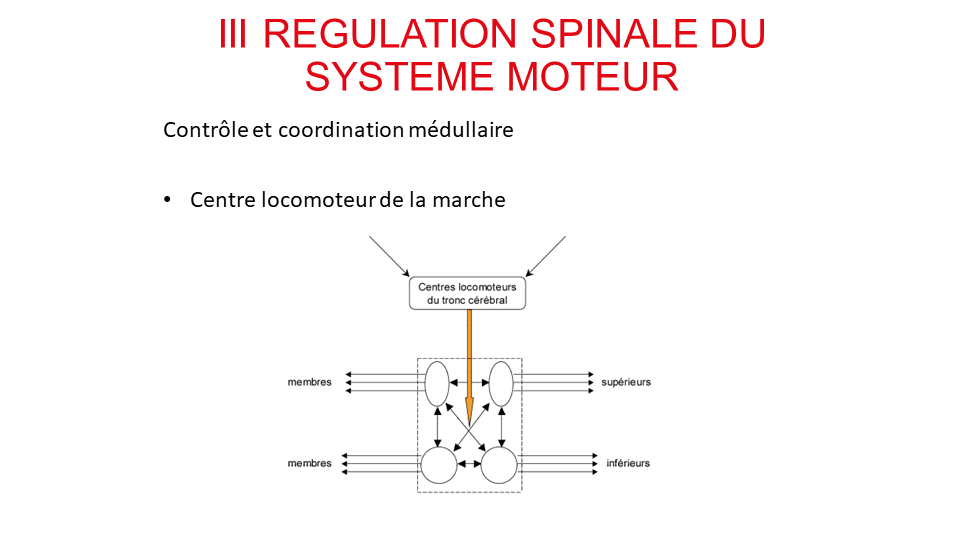 III REGULATION SPINALE DU
SYSTEME MOTEUR
Contrôle et coordination médullaire
• Centre locomoteur de la marche
Centres locomoteurs
du tronc cérébral
membres
supérieurs
membres
inférieurs